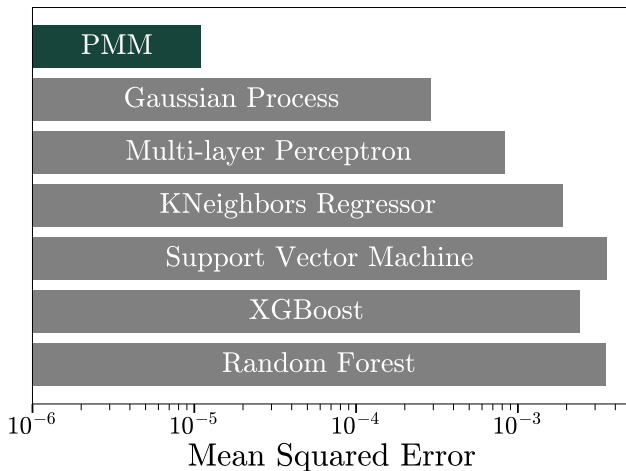 PMM
Gaussian Process
Multi-layer Perceptron
KNeighbors Regressor
Support Vector Machine
XGBoost
Random Forest
10⁻⁶ 10⁻⁵ 10⁻⁴ 10⁻³
Mean Squared Error